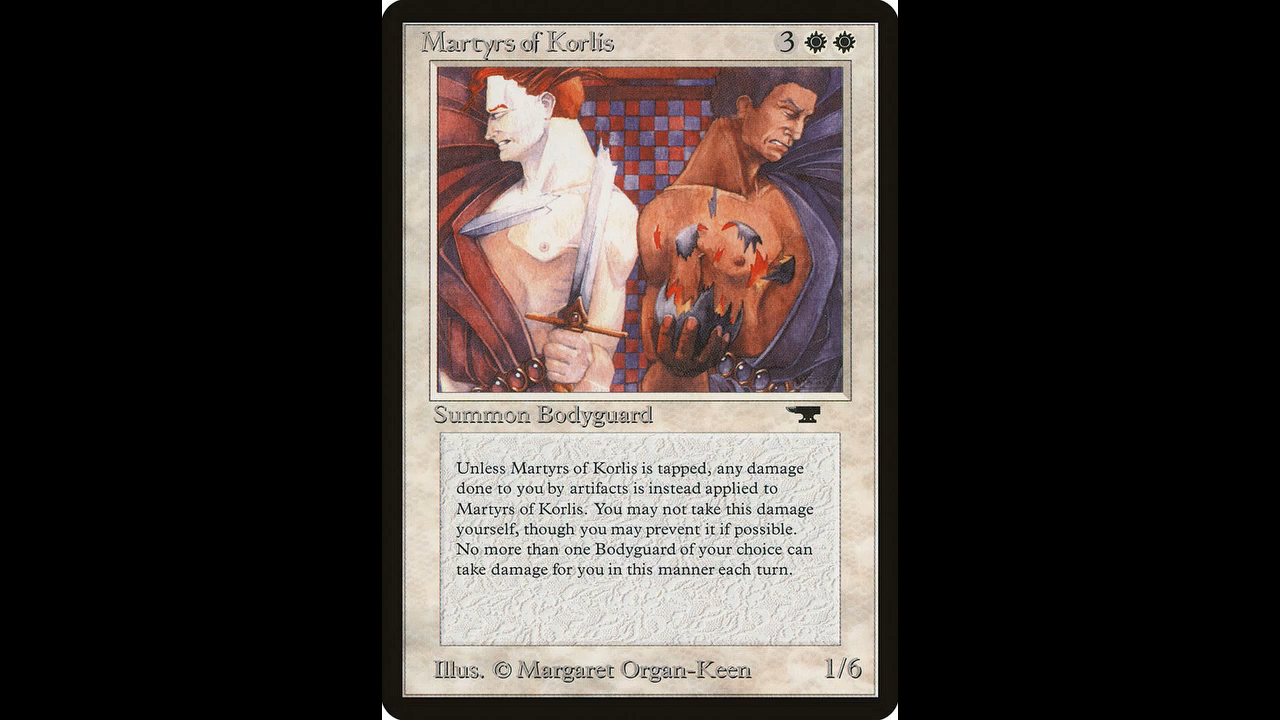 Martyrs of Korlis 3
Summon Bodyguard
Unless Martyrs of Korlis is tapped, any damage
done to you by artifacts is instead applied to
Martyrs of Korlis. You may not take this damage
yourself, though you may prevent it if possible.
No more than one Bodyguard of your choice can
take damage for you in this manner each turn.
Illus. © Margaret Organ-Keen 1/6